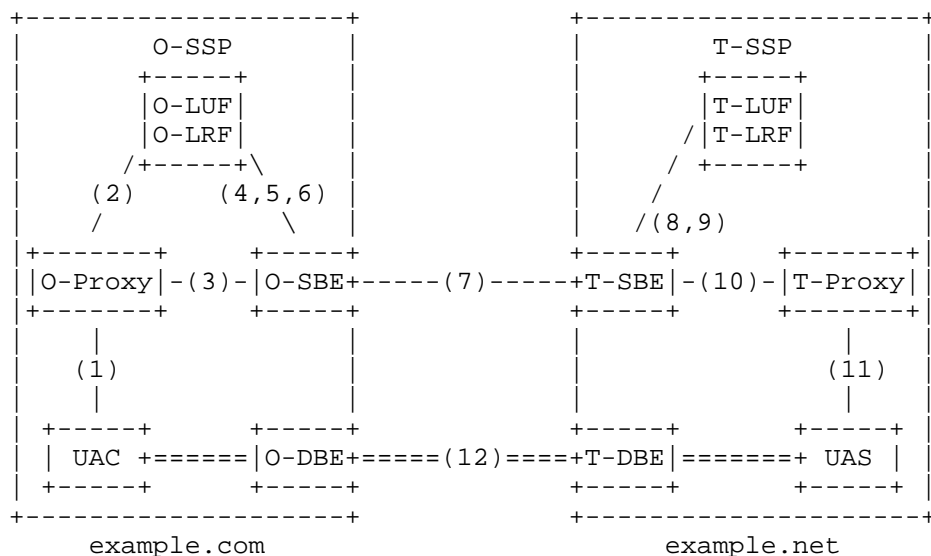 O-SSP T-SSP
O-LUF T-LUF
O-LRF T-LRF
(2) (4,5,6)
(8,9)
O-Proxy (3) O-SBE (7) T-SBE (10) T-Proxy
(1) (11)
UAC O-DBE (12) T-DBE UAS
example.com example.net